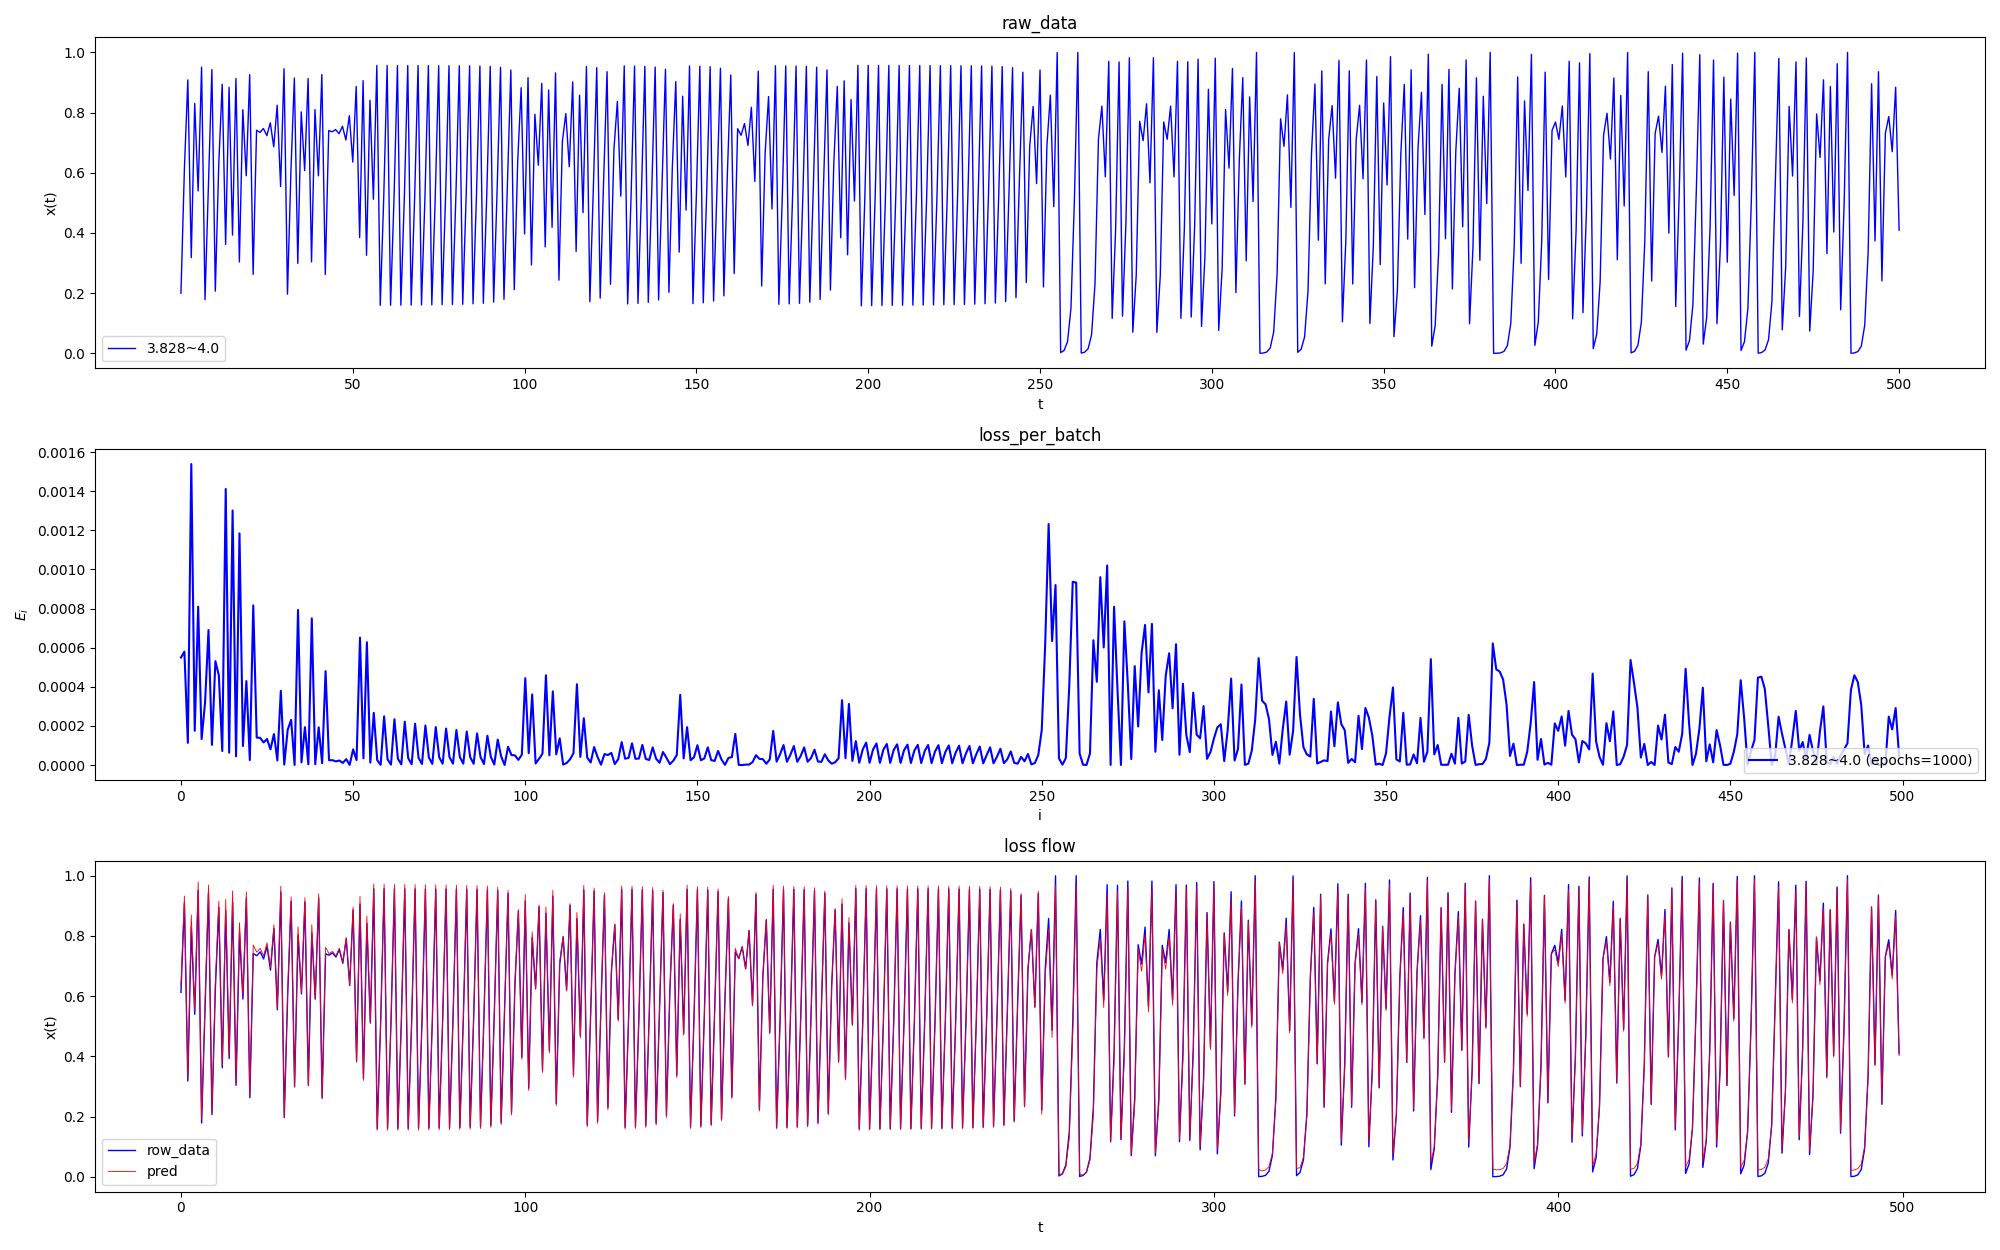 raw_data
1.0
0.8
0.6
x(t)
0.4
0.2
0.0
3.828~4.0
50 100 150 200 250 300 350 400 450 500
t
loss_per_batch
0.0016
0.0014
0.0012
0.0010
0.0008
E_i
0.0006
0.0004
0.0002
0.0000
3.828~4.0 (epochs=1000)
0 50 100 150 200 250 300 350 400 450 500
i
loss flow
1.0
0.8
0.6
x(t)
0.4
0.2
0.0
row_data
pred
0 100 200 300 400 500
t